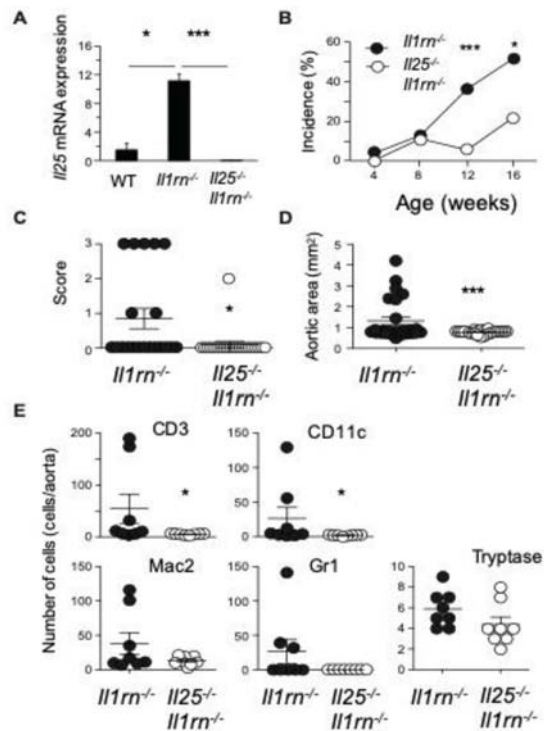 A
* ***
Il25 mRNA expression
12
8
4
0
WT Il1rn-/- Il25-/-
Il1rn-/-
B
Il1rn-/-
Il25-/-
Il1rn-/-
*** *
Incidence (%)
60
40
20
0
4 8 12 16
Age (weeks)
C
Score
3
2
1
0
*
Il1rn-/- Il25-/-
Il1rn-/-
D
Aortic area (mm2)
5
4
3
2
1
0
***
Il1rn-/- Il25-/-
Il1rn-/-
E
Number of cells (cells/aorta)
CD3
200
100
0
*
CD11c
150
100
50
0
*
Mac2
150
100
50
0
Il1rn-/- Il25-/-
Il1rn-/-
Gr1
150
100
50
0
Il1rn-/- Il25-/-
Il1rn-/-
Tryptase
10
8
6
4
2
0
Il1rn-/- Il25-/-
Il1rn-/-